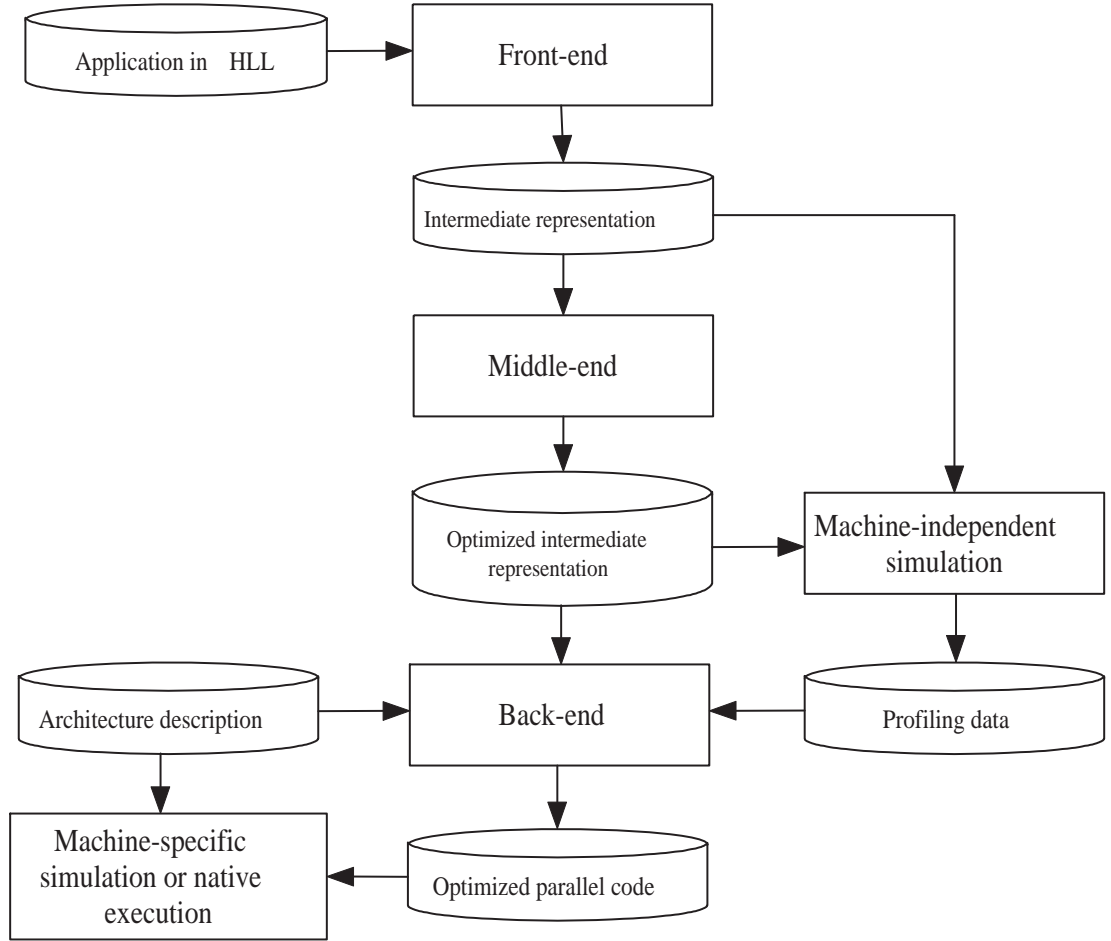 Application in HLL
Front-end
Intermediate representation
Middle-end
Optimized intermediate
representation
Machine-independent
simulation
Architecture description
Back-end
Profiling data
Machine-specific
simulation or native
execution
Optimized parallel code